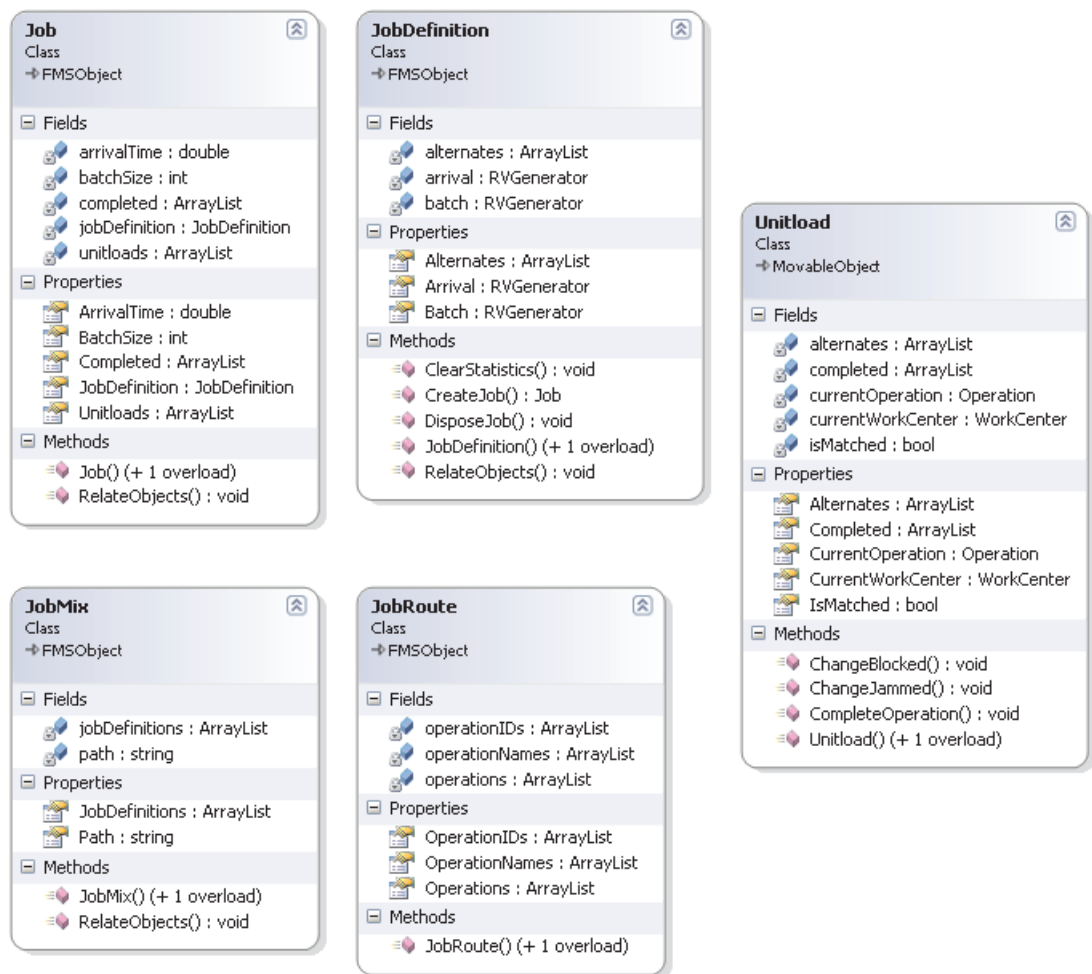 Job
Class
FMSObject
Fields
arrivalTime : double
batchSize : int
completed : ArrayList
jobDefinition : JobDefinition
unitloads : ArrayList
Properties
ArrivalTime : double
BatchSize : int
Completed : ArrayList
JobDefinition : JobDefinition
Unitloads : ArrayList
Methods
Job() (+ 1 overload)
RelateObjects() : void
JobDefinition
Class
FMSObject
Fields
alternates : ArrayList
arrival : RVGenerator
batch : RVGenerator
Properties
Alternates : ArrayList
Arrival : RVGenerator
Batch : RVGenerator
Methods
ClearStatistics() : void
CreateJob() : Job
DisposeJob() : void
JobDefinition() (+ 1 overload)
RelateObjects() : void
Unitload
Class
MovableObject
Fields
alternates : ArrayList
completed : ArrayList
currentOperation : Operation
currentWorkCenter : WorkCenter
isMatched : bool
Properties
Alternates : ArrayList
Completed : ArrayList
CurrentOperation : Operation
CurrentWorkCenter : WorkCenter
IsMatched : bool
Methods
ChangeBlocked() : void
ChangeJammed() : void
CompleteOperation() : void
Unitload() (+ 1 overload)
JobMix
Class
FMSObject
Fields
jobDefinitions : ArrayList
path : string
Properties
JobDefinitions : ArrayList
Path : string
Methods
JobMix() (+ 1 overload)
RelateObjects() : void
JobRoute
Class
FMSObject
Fields
operationIDs : ArrayList
operationNames : ArrayList
operations : ArrayList
Properties
OperationIDs : ArrayList
OperationNames : ArrayList
Operations : ArrayList
Methods
JobRoute() (+ 1 overload)